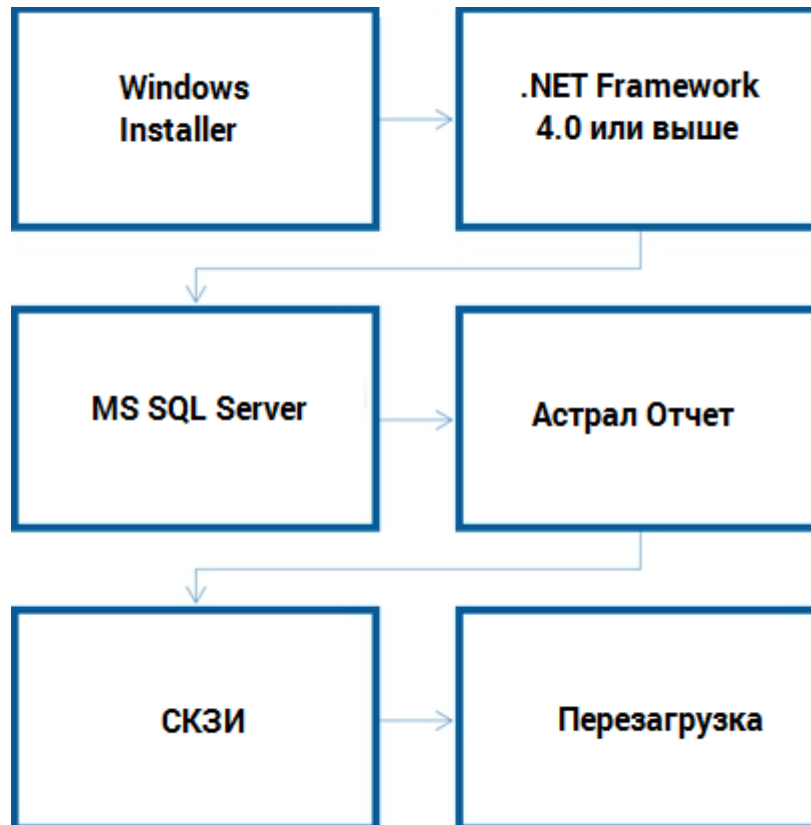 Windows
Installer
.NET Framework
4.0 или выше
MS SQL Server
Астрал Отчет
СКЗИ
Перезагрузка